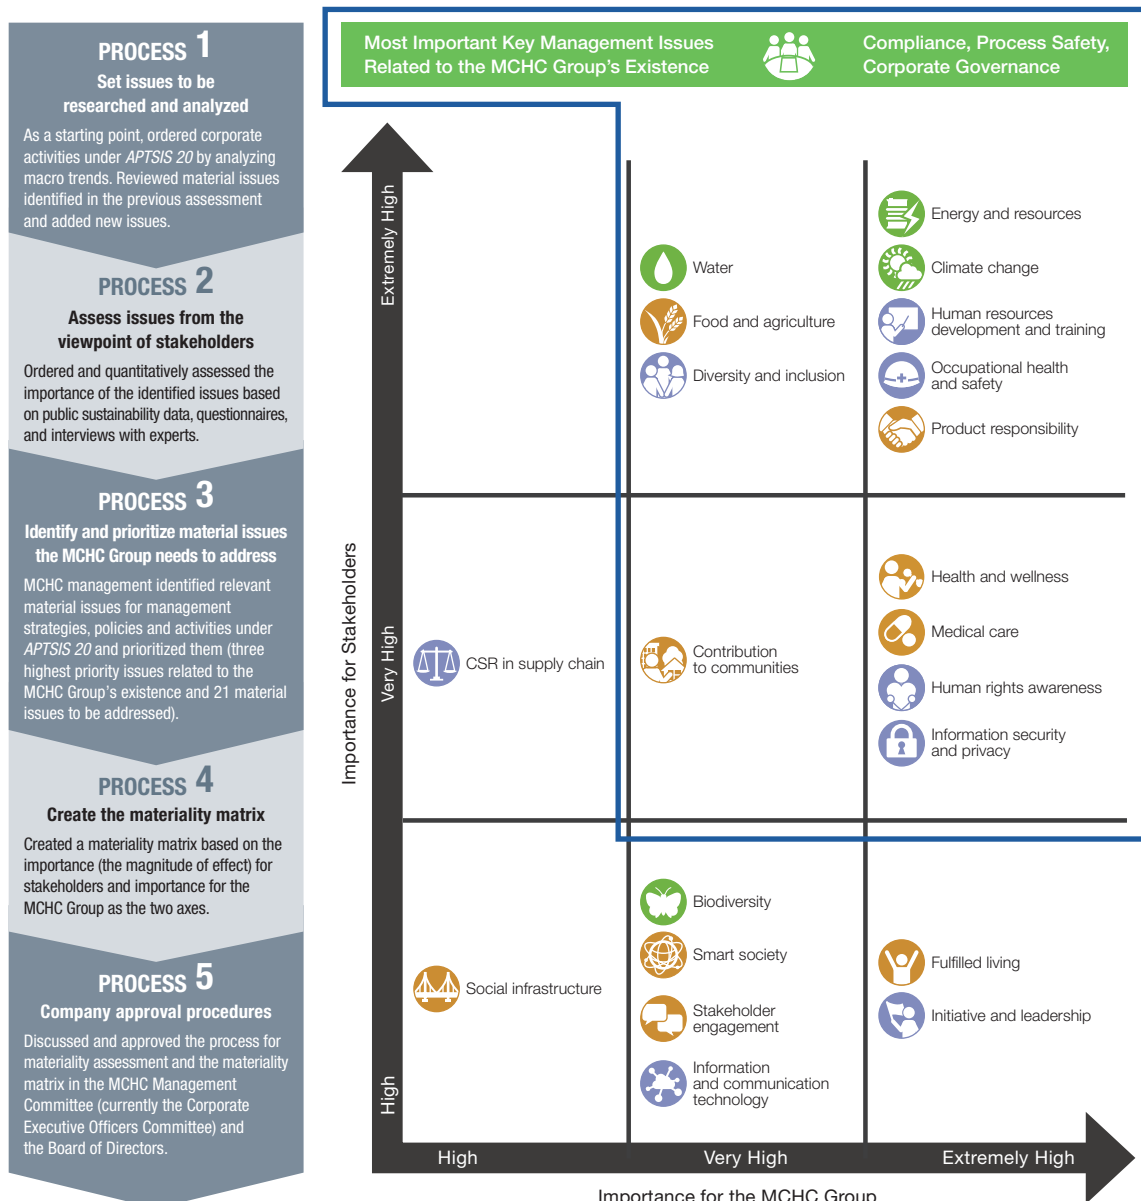 PROCESS 1
Set issues to be
researched and analyzed
As a starting point, ordered corporate
activities under APTSIS 20 by analyzing
macro trends. Reviewed material issues
identified in the previous assessment
and added new issues.
PROCESS 2
Assess issues from the
viewpoint of stakeholders
Ordered and quantitatively assessed the
importance of the identified issues based
on public sustainability data, questionnaires,
and interviews with experts.
PROCESS 3
Identify and prioritize material issues
the MCHC Group needs to address
MCHC management identified relevant
material issues for management
strategies, policies and activities under
APTSIS 20 and prioritized them (three
highest priority issues related to the
MCHC Group's existence and 21 material
issues to be addressed).
PROCESS 4
Create the materiality matrix
Created a materiality matrix based on the
importance (the magnitude of effect) for
stakeholders and importance for the
MCHC Group as the two axes.
PROCESS 5
Company approval procedures
Discussed and approved the process for
materiality assessment and the materiality
matrix in the MCHC Management
Committee (currently the Corporate
Executive Officers Committee) and
the Board of Directors.
Most Important Key Management Issues
Related to the MCHC Group's Existence
Compliance, Process Safety,
Corporate Governance
Importance for Stakeholders
Extremely High
Water
Food and agriculture
Diversity and inclusion
Energy and resources
Climate change
Human resources
development and training
Occupational health
and safety
Product responsibility
Very High
CSR in supply chain
Contribution
to communities
Health and wellness
Medical care
Human rights awareness
Information security
and privacy
High
Social infrastructure
Biodiversity
Smart society
Stakeholder
engagement
Information
and communication
technology
Fulfilled living
Initiative and leadership
High
Very High
Extremely High
Importance for the MCHC Group